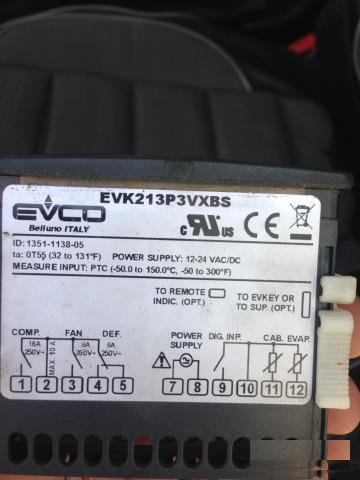 EVK213P3VXBS
EVCO
Belluno ITALY
c RU US CE
ID: 1351-1138-05
ta: 0T55 (32 to 131°F) POWER SUPPLY: 12-24 VAC/DC
MEASURE INPUT: PTC (-50.0 to 150.0°C, -50 to 300°F)
TO REMOTE
INDIC. (OPT.)
TO EVKEY OR
TO SUP. (OPT.)
COMP. FAN DEF. POWER SUPPLY DIG. INP. CAB. EVAP.
16A 250V~ MAX. 10 A 8A 250V~ 8A 250V~
1 2 3 4 5 7 8 9 10 11 12